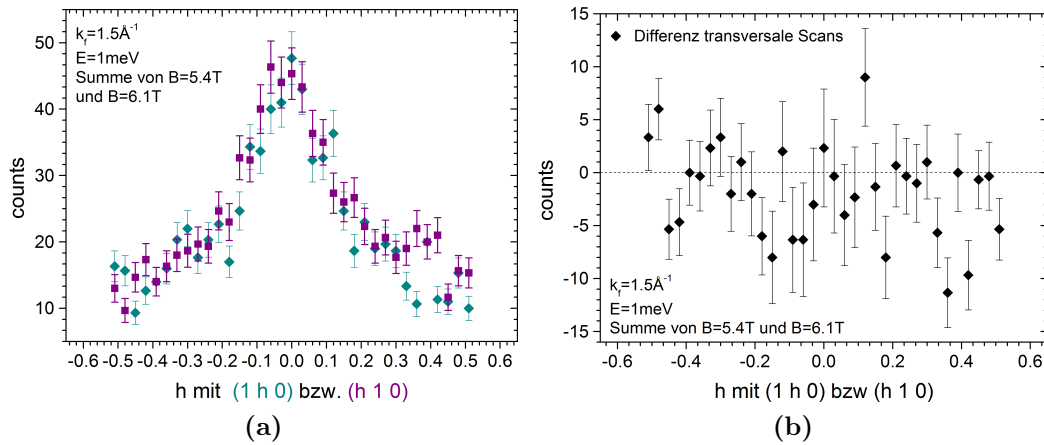 k_f=1.5Å⁻¹
E=1meV
Summe von B=5.4T
und B=6.1T
50
40
30
20
10
counts
-0.6 -0.5 -0.4 -0.3 -0.2 -0.1 0.0 0.1 0.2 0.3 0.4 0.5 0.6
h mit (1 h 0) bzw. (h 1 0)
(a)
Differenz transversale Scans
15
10
5
0
-5
-10
-15
counts
k_f=1.5Å⁻¹
E=1meV
Summe von B=5.4T und B=6.1T
-0.6 -0.4 -0.2 0.0 0.2 0.4 0.6
h mit (1 h 0) bzw (h 1 0)
(b)